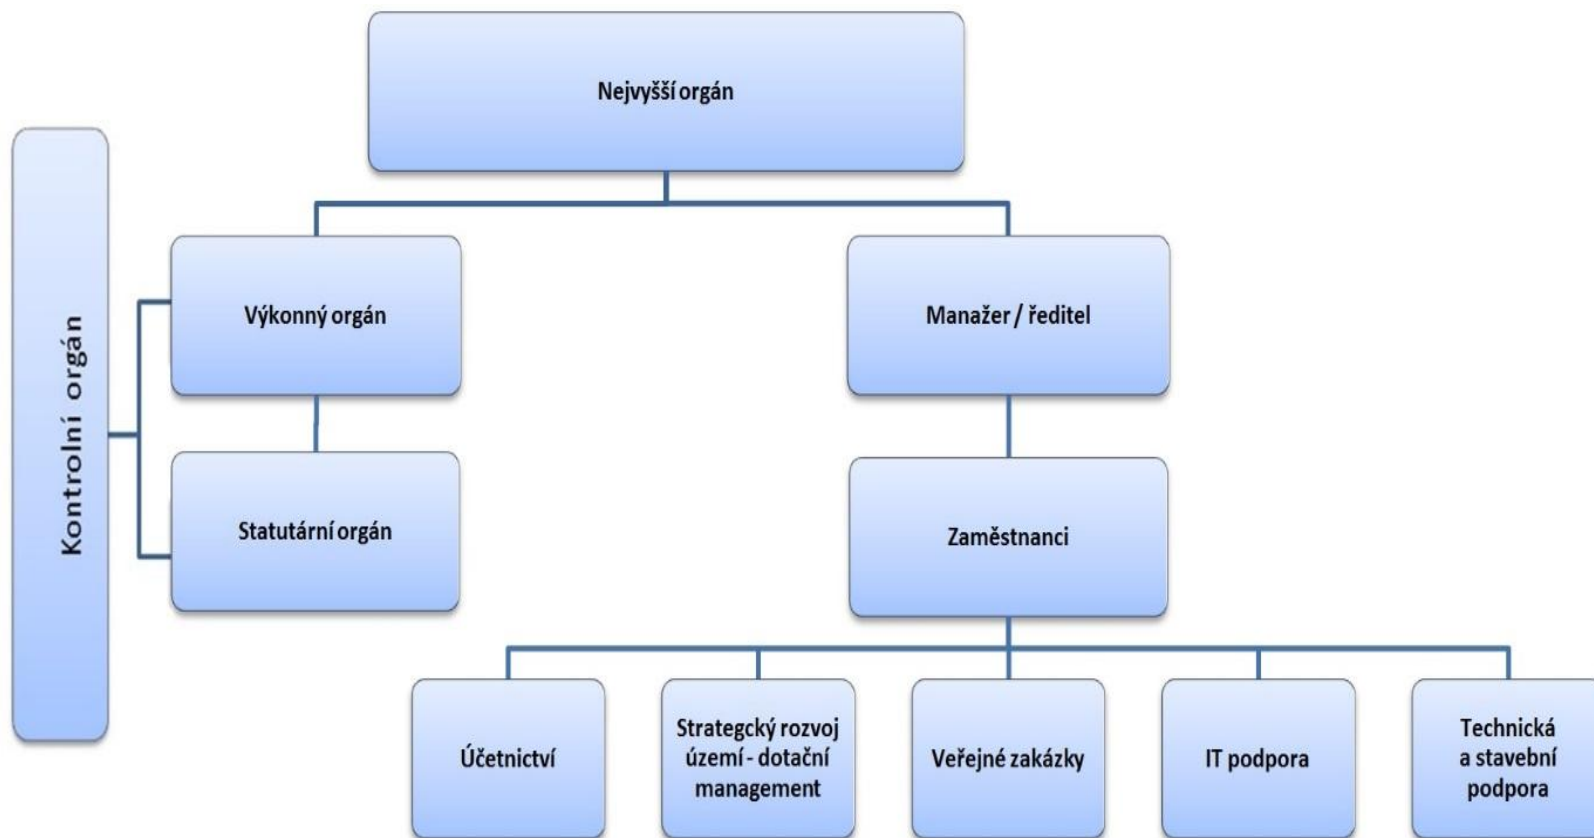 Nejvyšší orgán
Kontrolní orgán
Výkonný orgán
Manažer / ředitel
Statutární orgán
Zaměstnanci
Účetnictví
Strategcký rozvoj
území - dotační
management
Veřejné zakázky
IT podpora
Technická
a stavební
podpora